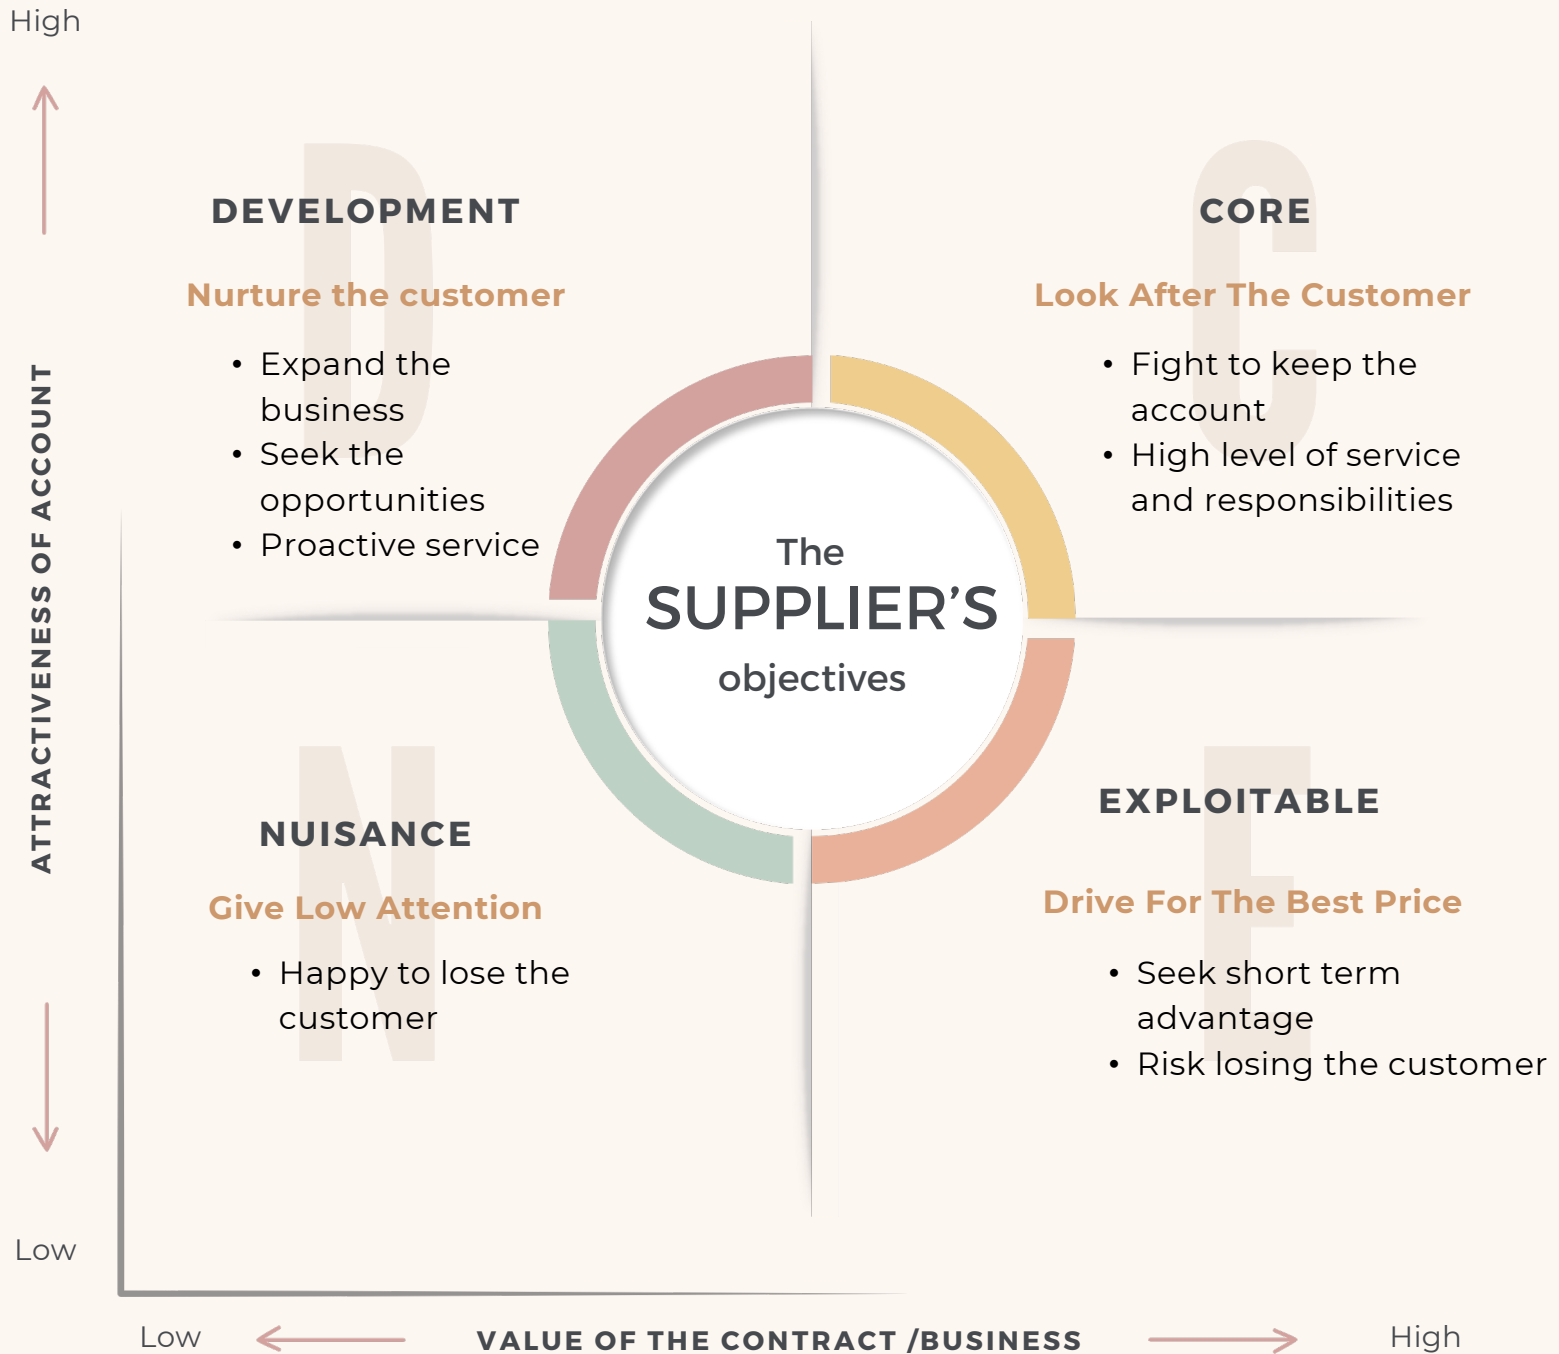 High
D
DEVELOPMENT
Nurture the customer
• Expand the
business
• Seek the
opportunities
• Proactive service
C
CORE
Look After The Customer
• Fight to keep the
account
• High level of service
and responsibilities
ATTRACTIVENESS OF ACCOUNT
The
SUPPLIER’S
objectives
N
NUISANCE
Give Low Attention
• Happy to lose the
customer
E
EXPLOITABLE
Drive For The Best Price
• Seek short term
advantage
• Risk losing the customer
Low
Low
VALUE OF THE CONTRACT /BUSINESS
High